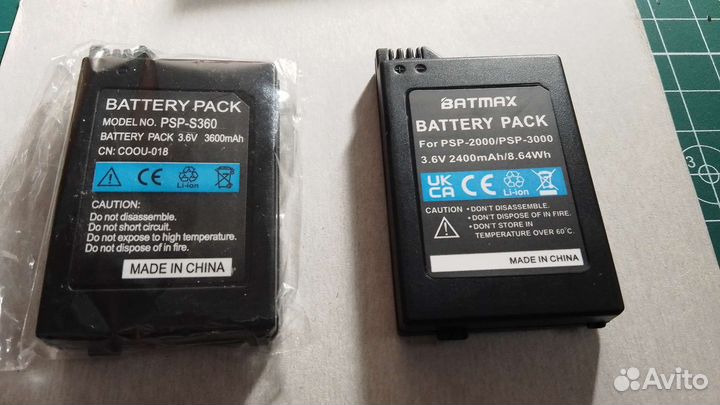 BATTERY PACK
MODEL NO. PSP-S360
BATTERY PACK 3.6V 3600mAh
CN: COOU-018
CE
Li-ion
CAUTION:
Do not disassemble.
Do not short circuit.
Do not expose to high temperature.
Do not dispose of in fire.
MADE IN CHINA
BATMAX
BATTERY PACK
For PSP-2000/PSP-3000
3.6V 2400mAh/8.64Wh
UK
CA
CE
Li-ion
CAUTION: •DON'T DISASSEMBLE.
•DON'T DISPOSE OF IN FIRE.
•DON'T STORE IN
TEMPERATURE OVER 60℃.
MADE IN CHINA
3
Avito